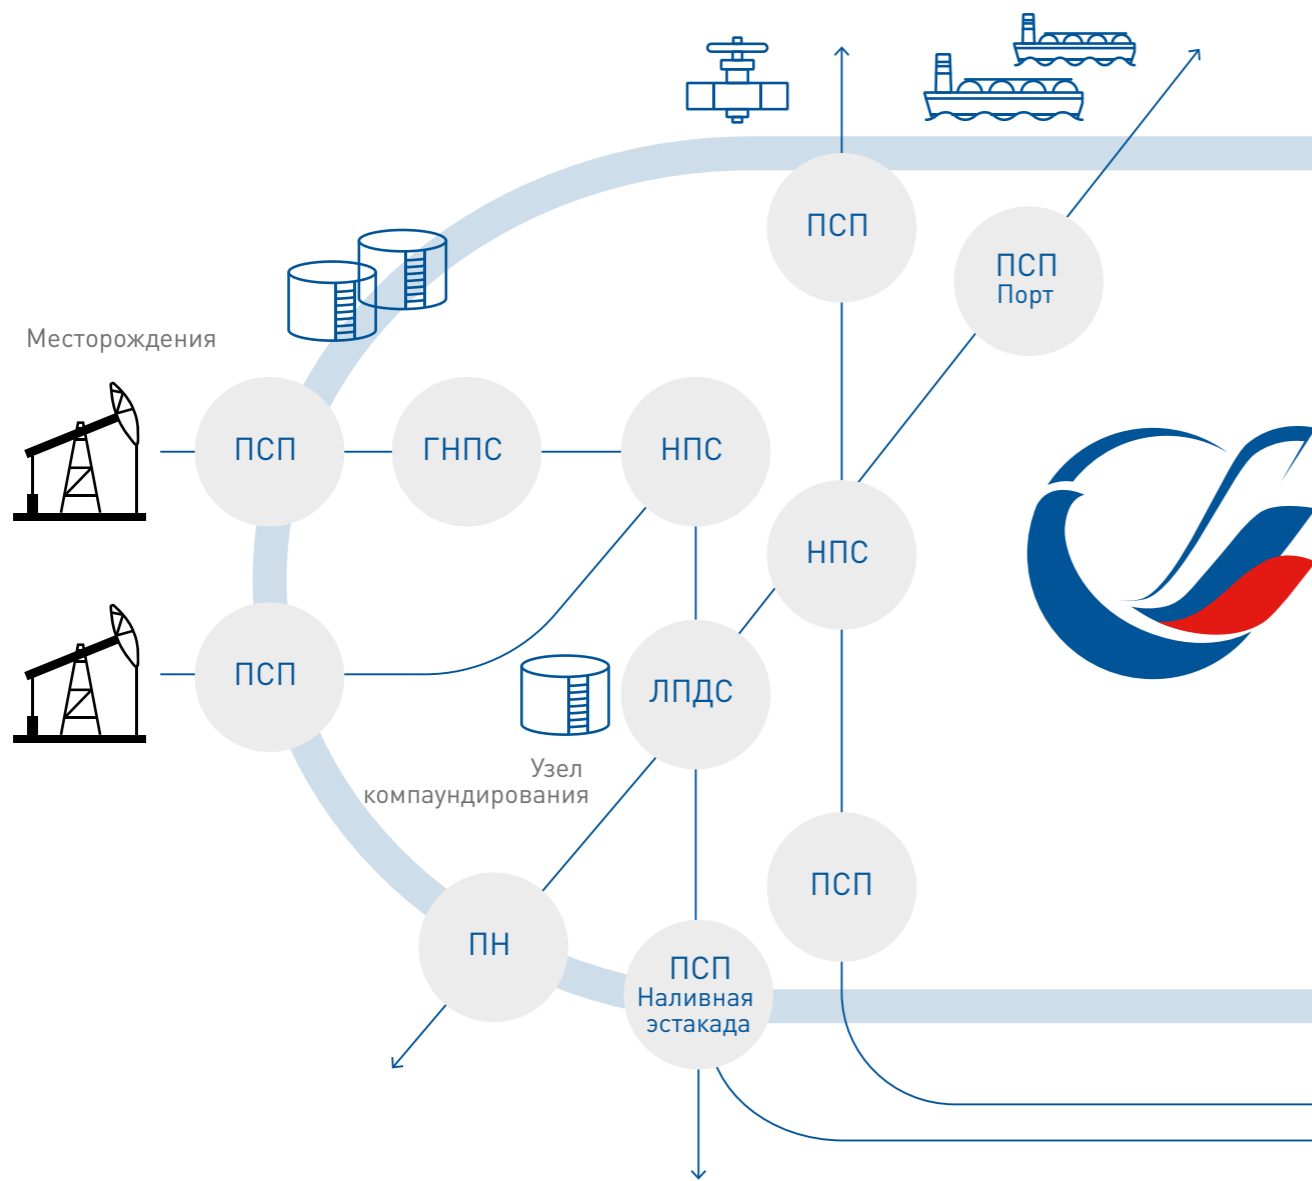 ПСП
ПСП
Порт
Месторождения
ПСП
ГНПС
НПС
НПС
ПСП
ЛПДС
Узел
компаундирования
ПСП
ПН
ПСП
Наливная
эстакада